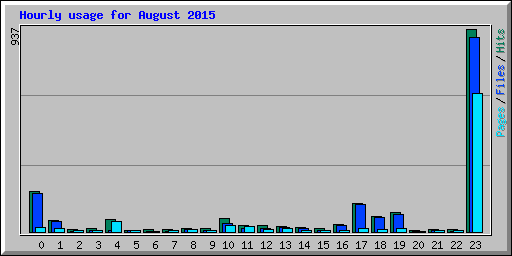 Hourly usage for August 2015
937
Pages/Files/Hits
0 1 2 3 4 5 6 7 8 9 10 11 12 13 14 15 16 17 18 19 20 21 22 23